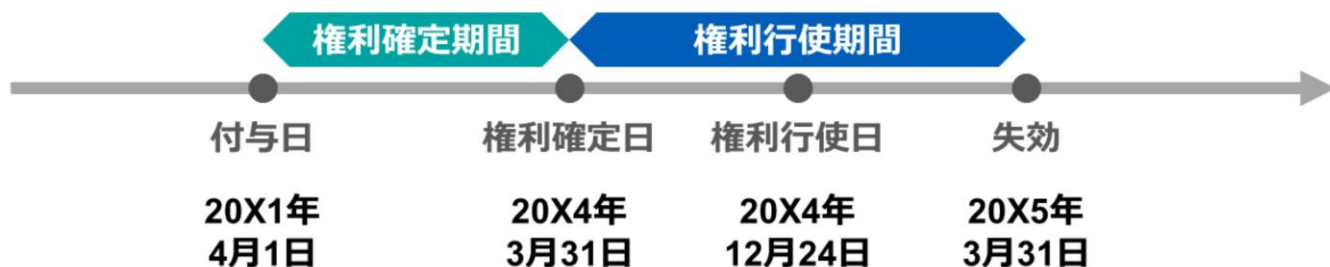 権利確定期間 権利行使期間
付与日 権利確定日 権利行使日 失効
20X1年 20X4年 20X4年 20X5年
4月1日 3月31日 12月24日 3月31日